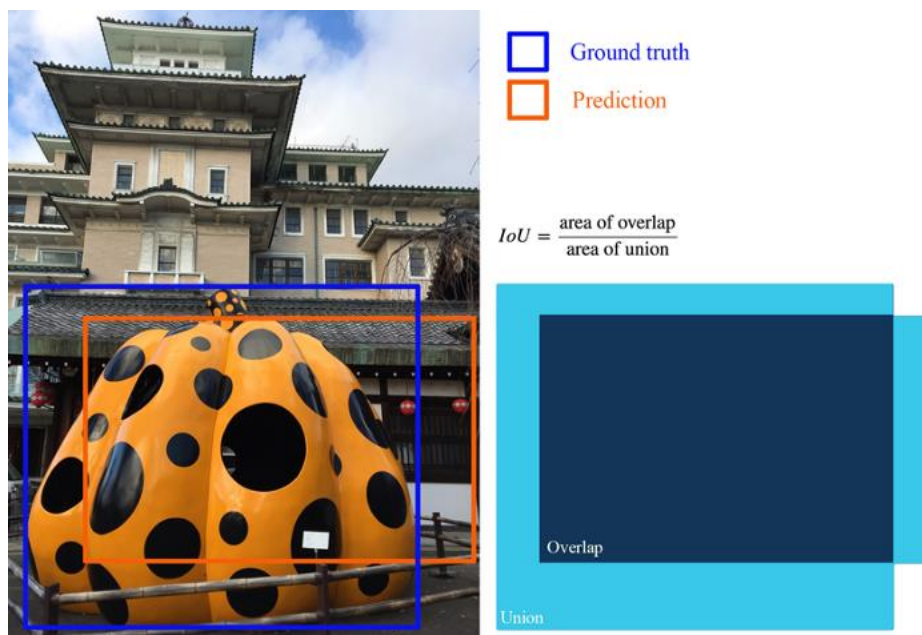 Ground truth
Prediction
IoU = area of overlap / area of union
Overlap
Union